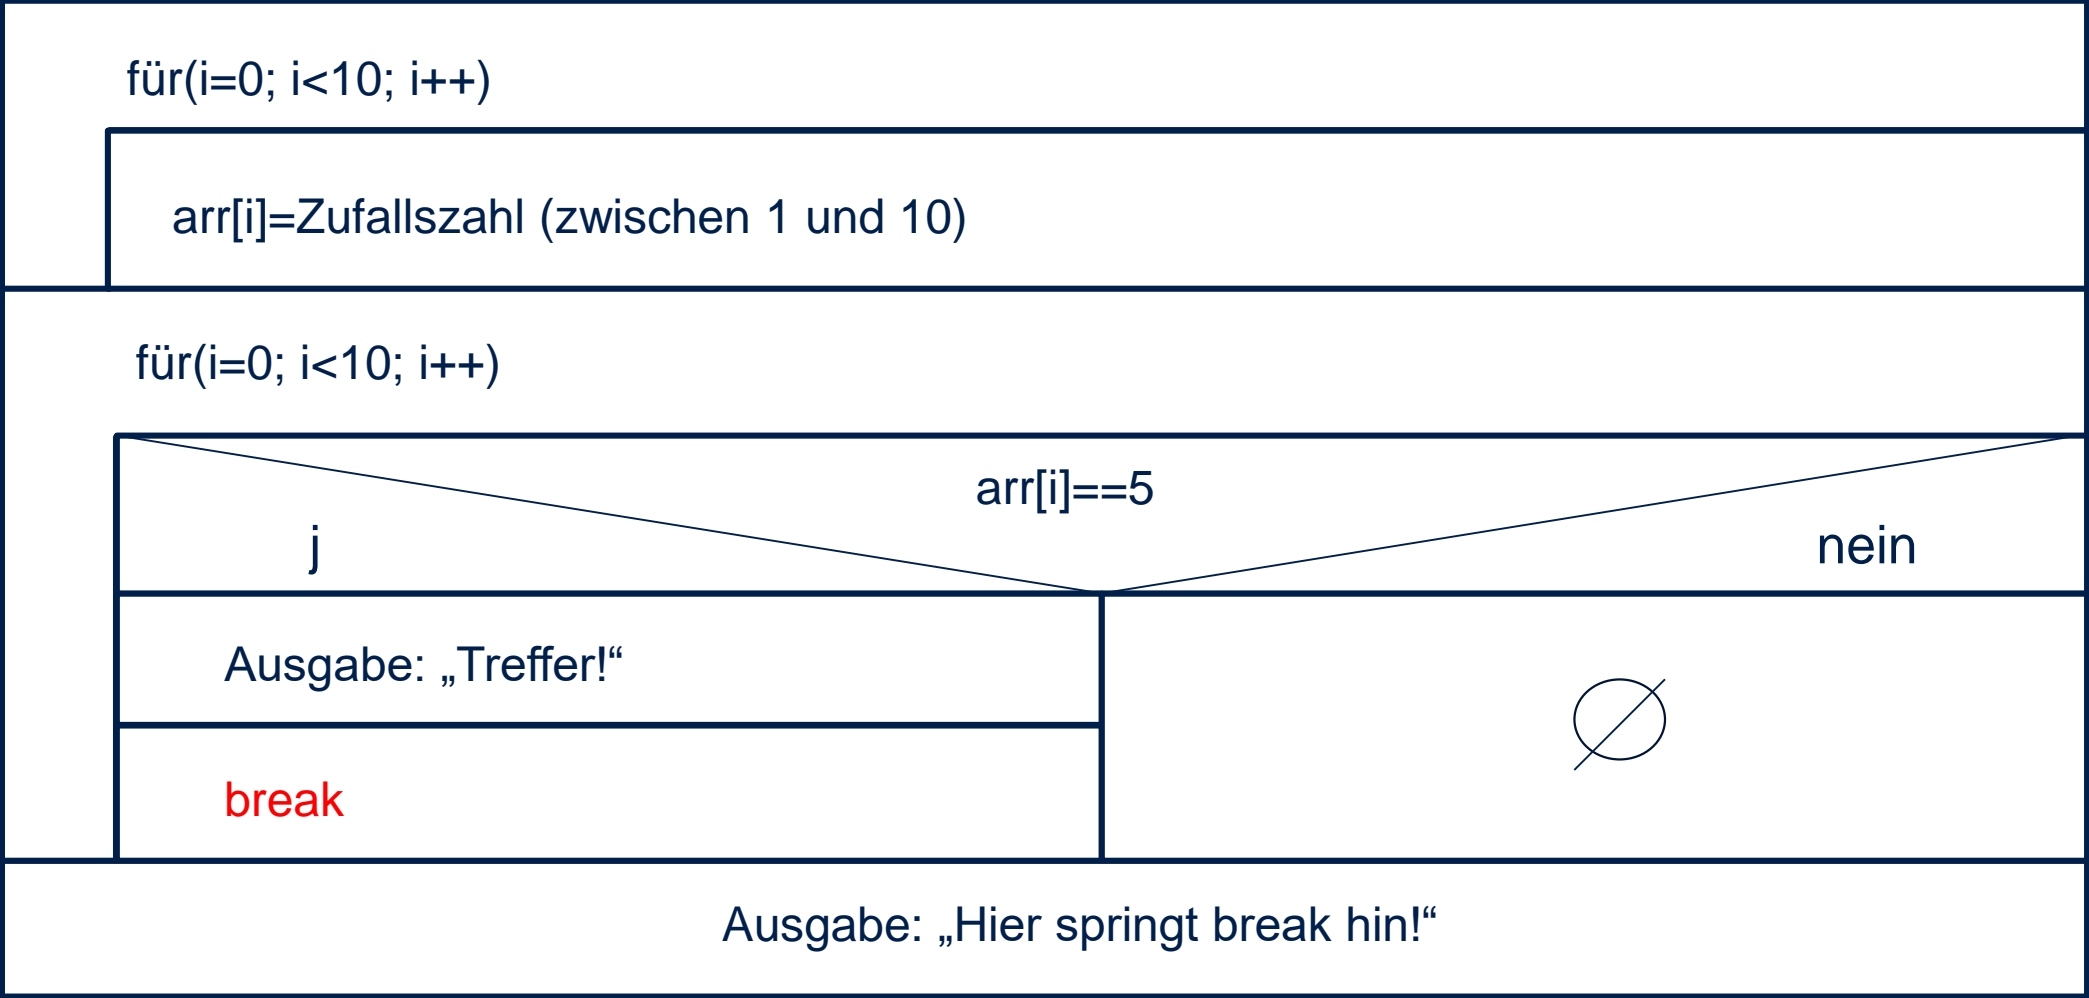 für(i=0; i<10; i++)
arr[i]=Zufallszahl (zwischen 1 und 10)
für(i=0; i<10; i++)
arr[i]==5
j
nein
Ausgabe: „Treffer!“
break
Ausgabe: „Hier springt break hin!“